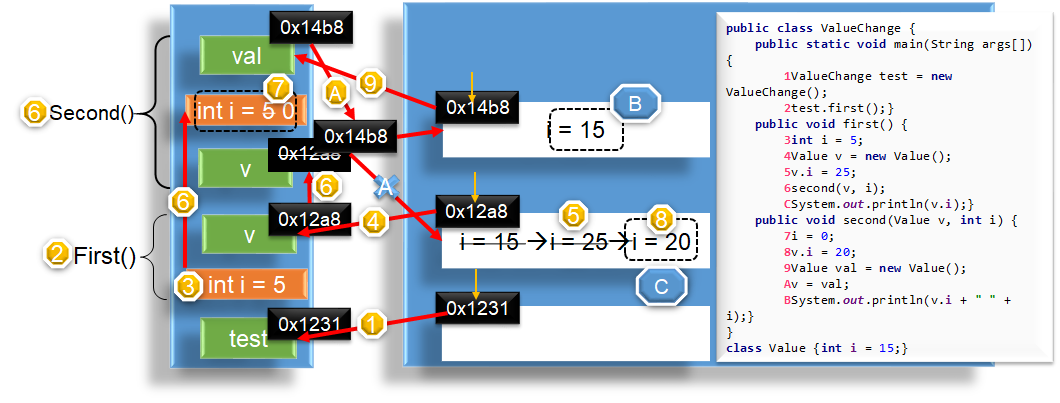 0x14b8
val
9
A
7
int i = 5 0
6 Second()
0x14b8
0x12a8
v
6
6
A
0x12a8
v
4
2 First()
3 int i = 5
0x1231
test
1
0x14b8
B
i = 15
0x12a8
5
8
i = 15 → i = 25 → i = 20
C
0x1231
public class ValueChange {
public static void main(String args[])
{
1ValueChange test = new
ValueChange();
2test.first();}
public void first() {
3int i = 5;
4Value v = new Value();
5v.i = 25;
6second(v, i);
CSystem.out.println(v.i);}
public void second(Value v, int i) {
7i = 0;
8v.i = 20;
9Value val = new Value();
Av = val;
BSystem.out.println(v.i + " " +
i);}
}
class Value {int i = 15;}